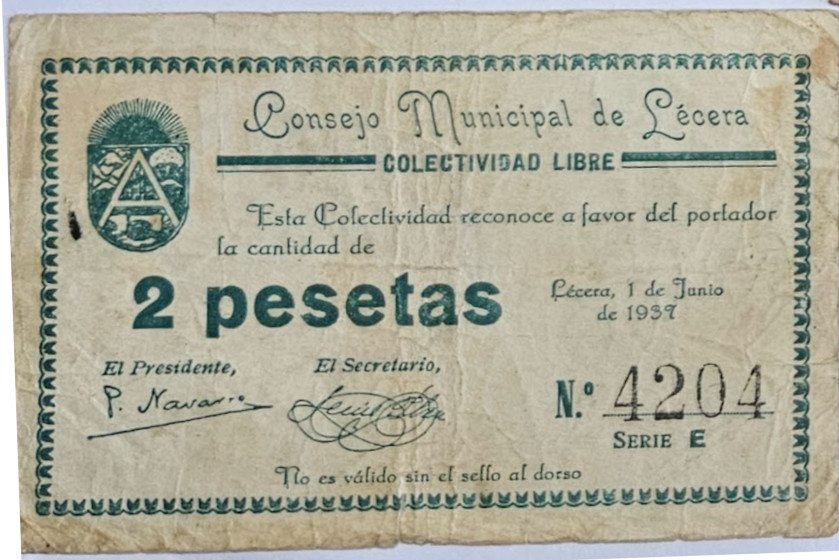 Consejo Municipal de Lécera
COLECTIVIDAD LIBRE
A
Esta Colectividad reconoce a favor del portador
la cantidad de
2 pesetas
Lécera, 1 de Junio
de 1937
El Presidente,
El Secretario,
P. Navarro
N.º 4204
SERIE E
No es válido sin el sello al dorso